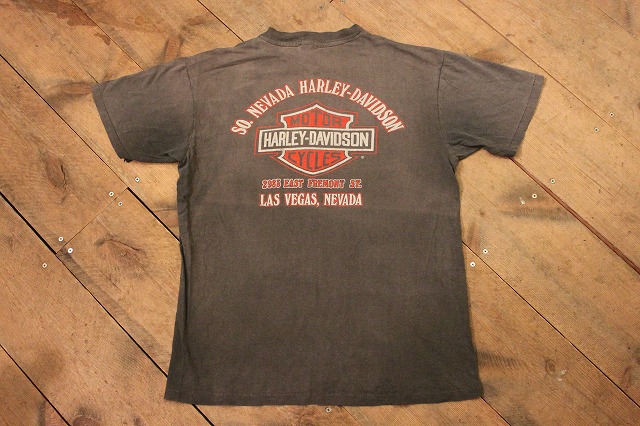 SO. NEVADA HARLEY-DAVIDSON
MOTOR
HARLEY-DAVIDSON
CYCLES
EAST FREMONT ST.
LAS VEGAS, NEVADA